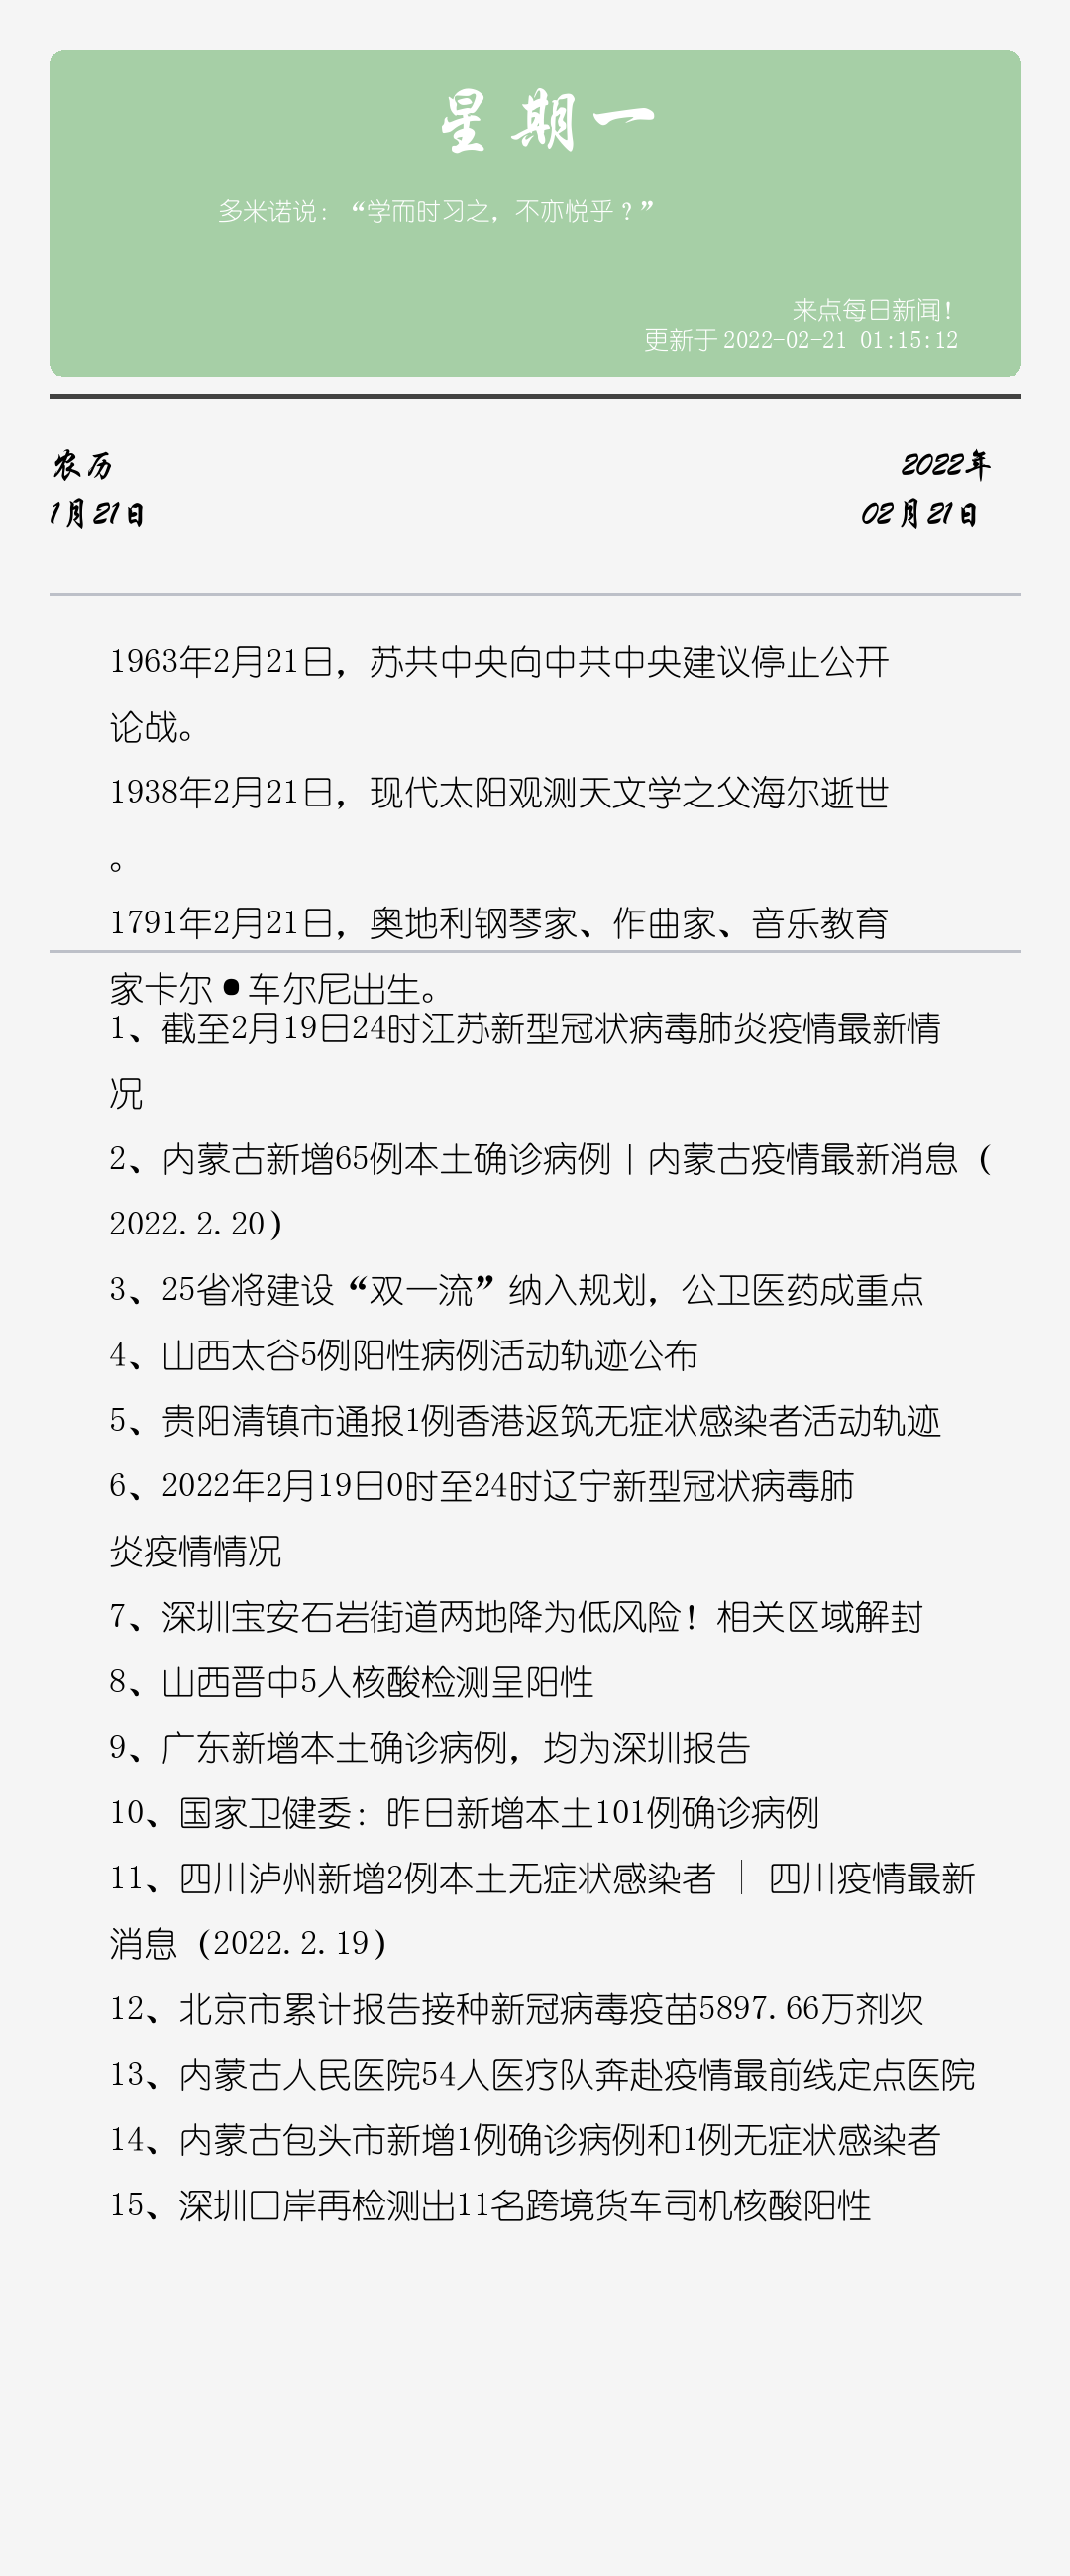 星期一
多米诺说：“学而时习之，不亦悦乎？”
来点每日新闻！
更新于 2022-02-21 01:15:12
农历
2022年
1月21日
02月21日
1963年2月21日，苏共中央向中共中央建议停止公开
论战。
1938年2月21日，现代太阳观测天文学之父海尔逝世
。
1791年2月21日，奥地利钢琴家、作曲家、音乐教育
家卡尔•车尔尼出生。
1、截至2月19日24时江苏新型冠状病毒肺炎疫情最新情
况
2、内蒙古新增65例本土确诊病例丨内蒙古疫情最新消息（
2022.2.20）
3、25省将建设“双一流”纳入规划，公卫医药成重点
4、山西太谷5例阳性病例活动轨迹公布
5、贵阳清镇市通报1例香港返筑无症状感染者活动轨迹
6、2022年2月19日0时至24时辽宁新型冠状病毒肺
炎疫情情况
7、深圳宝安石岩街道两地降为低风险！相关区域解封
8、山西晋中5人核酸检测呈阳性
9、广东新增本土确诊病例，均为深圳报告
10、国家卫健委：昨日新增本土101例确诊病例
11、四川泸州新增2例本土无症状感染者 │ 四川疫情最新
消息（2022.2.19）
12、北京市累计报告接种新冠病毒疫苗5897.66万剂次
13、内蒙古人民医院54人医疗队奔赴疫情最前线定点医院
14、内蒙古包头市新增1例确诊病例和1例无症状感染者
15、深圳口岸再检测出11名跨境货车司机核酸阳性